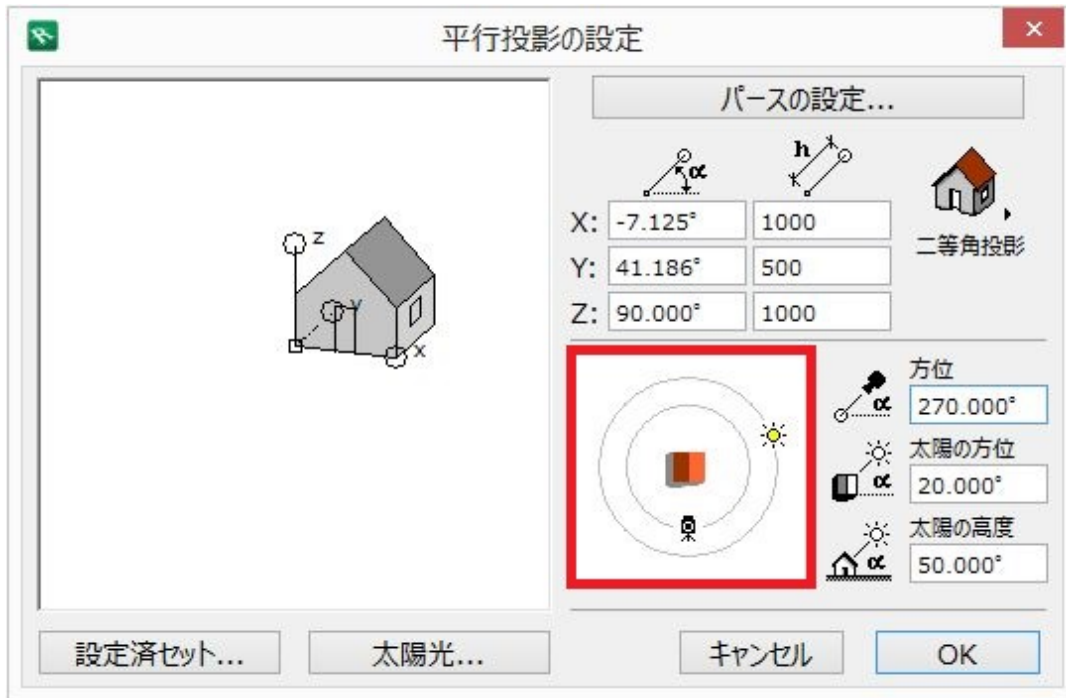 平行投影の設定
パースの設定...
α
h
X: -7.125° 1000
Y: 41.186° 500
Z: 90.000° 1000
二等角投影
z
y
x
方位
α 270.000°
太陽の方位
α 20.000°
太陽の高度
α 50.000°
設定済セット...
太陽光...
キャンセル
OK